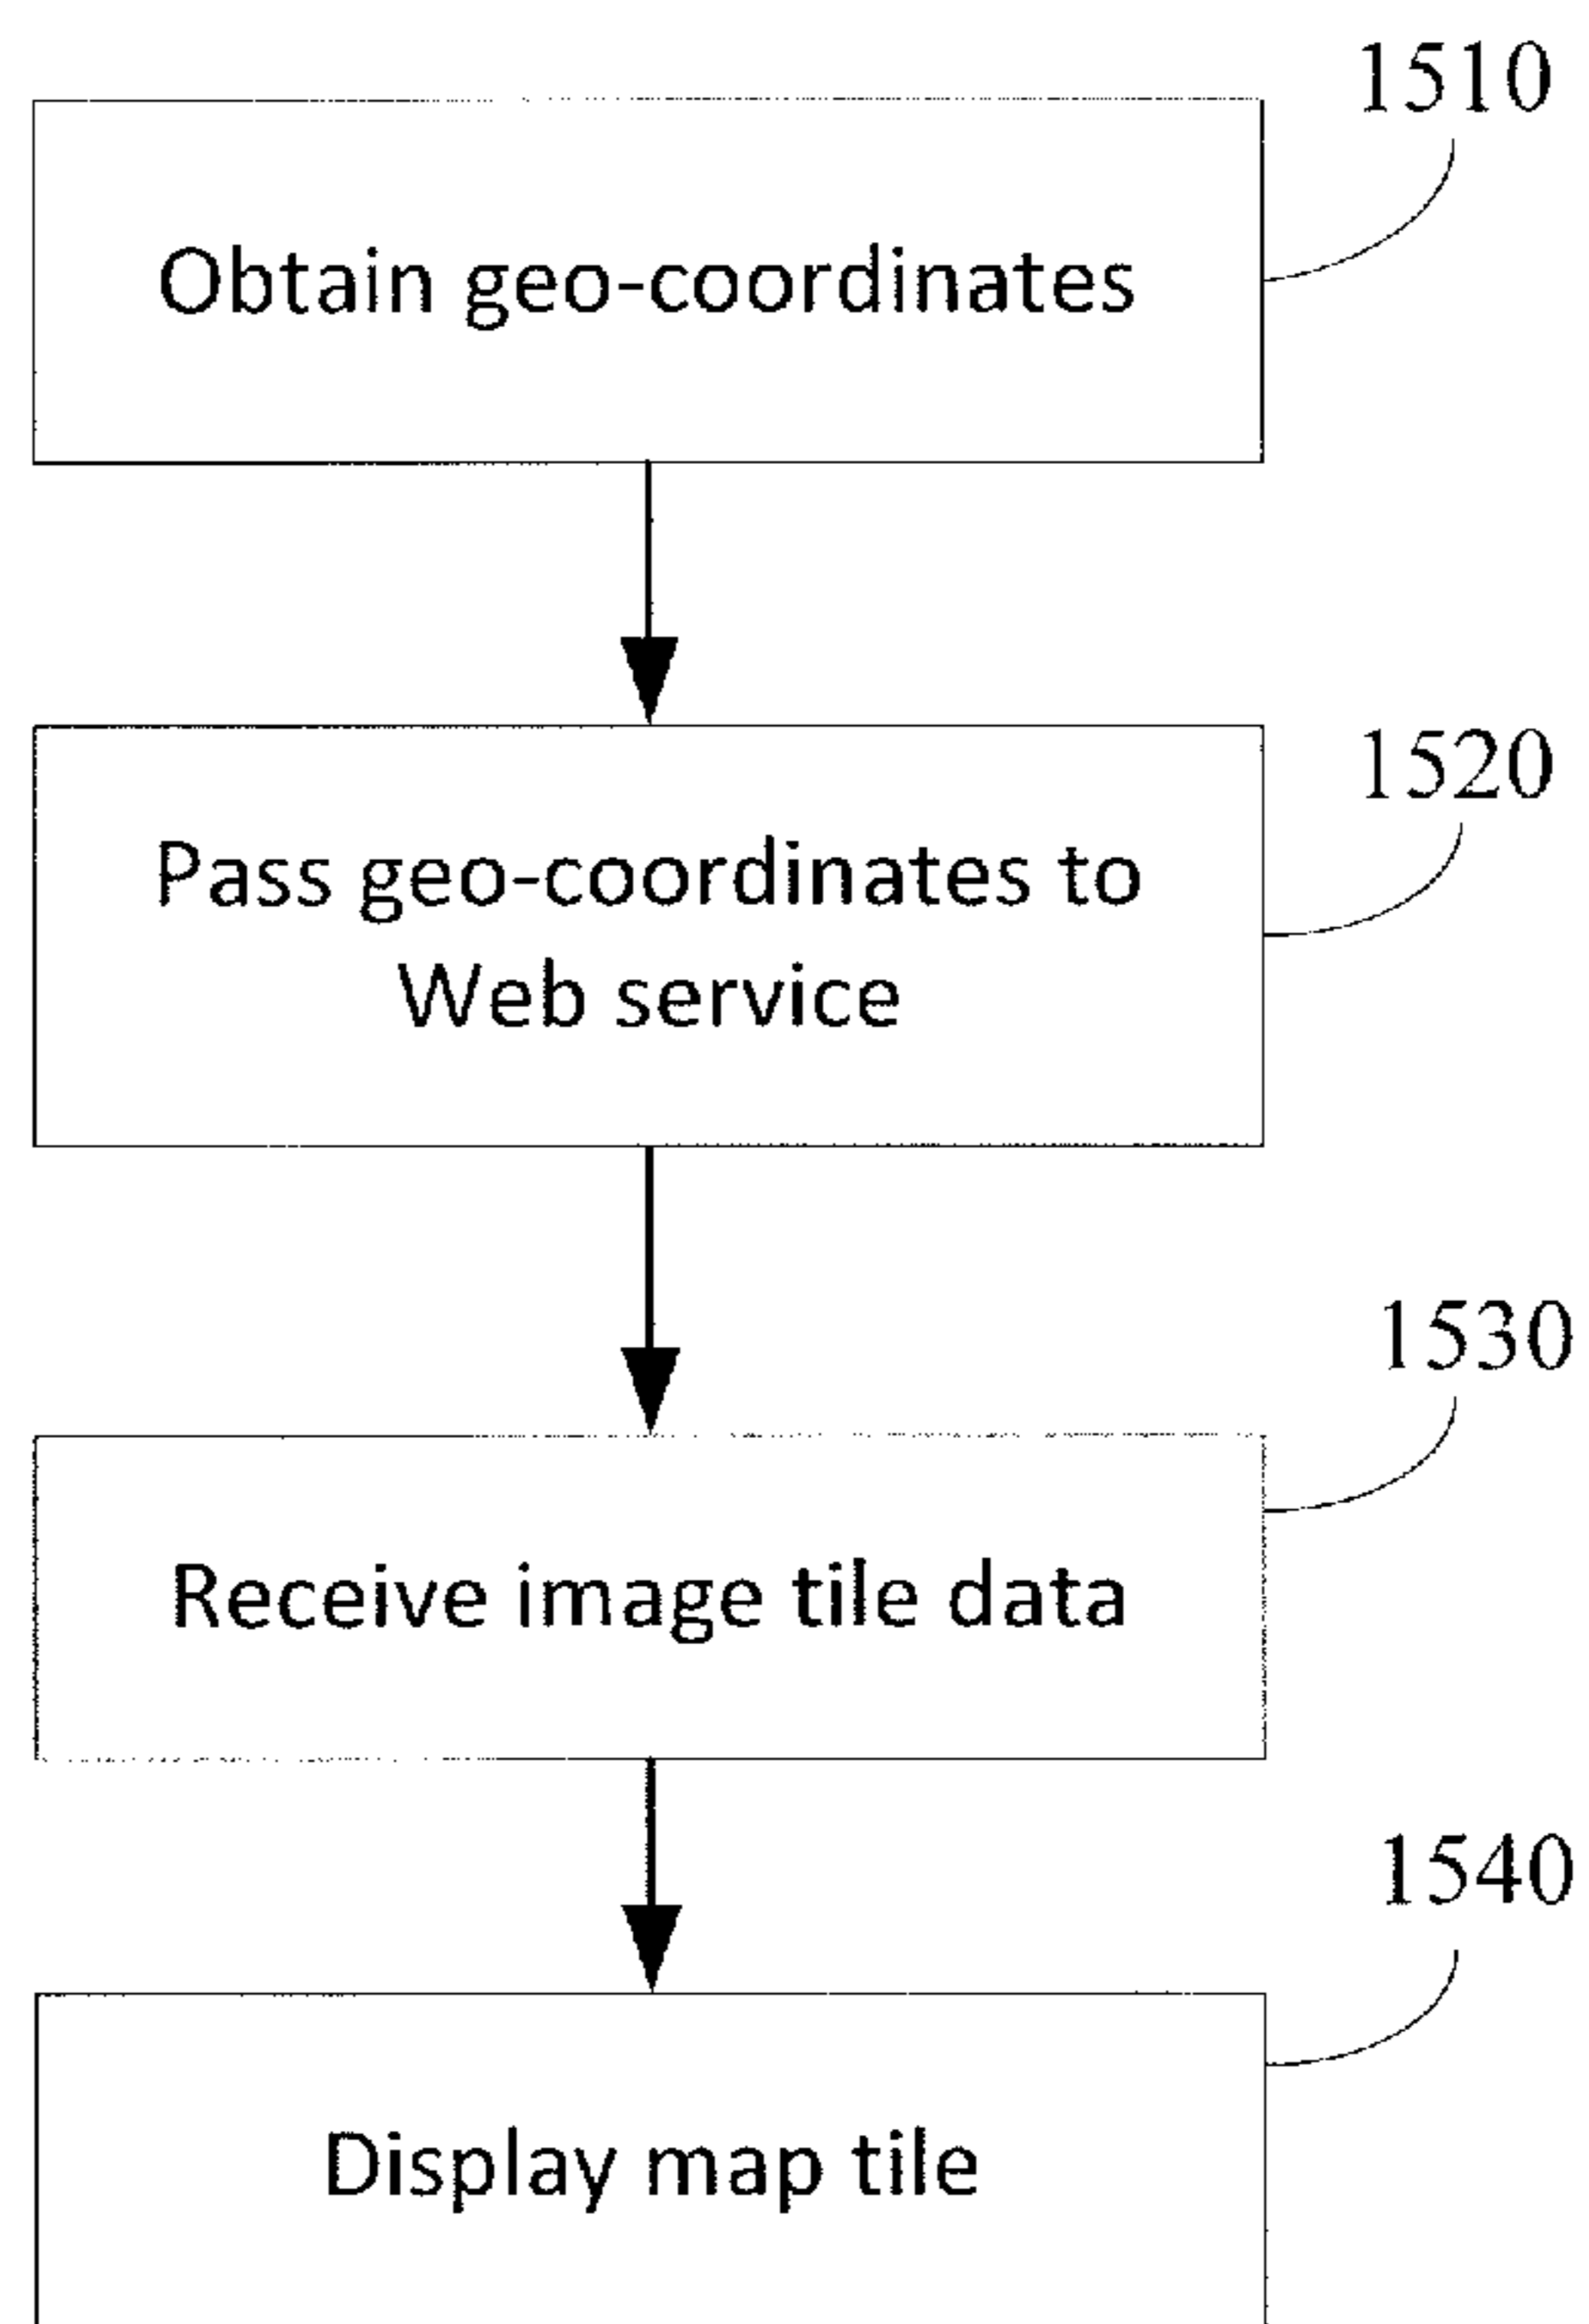 1510
Obtain geo-coordinates
1520
Pass geo-coordinates to
Web service
1530
Receive image tile data
1540
Display map tile